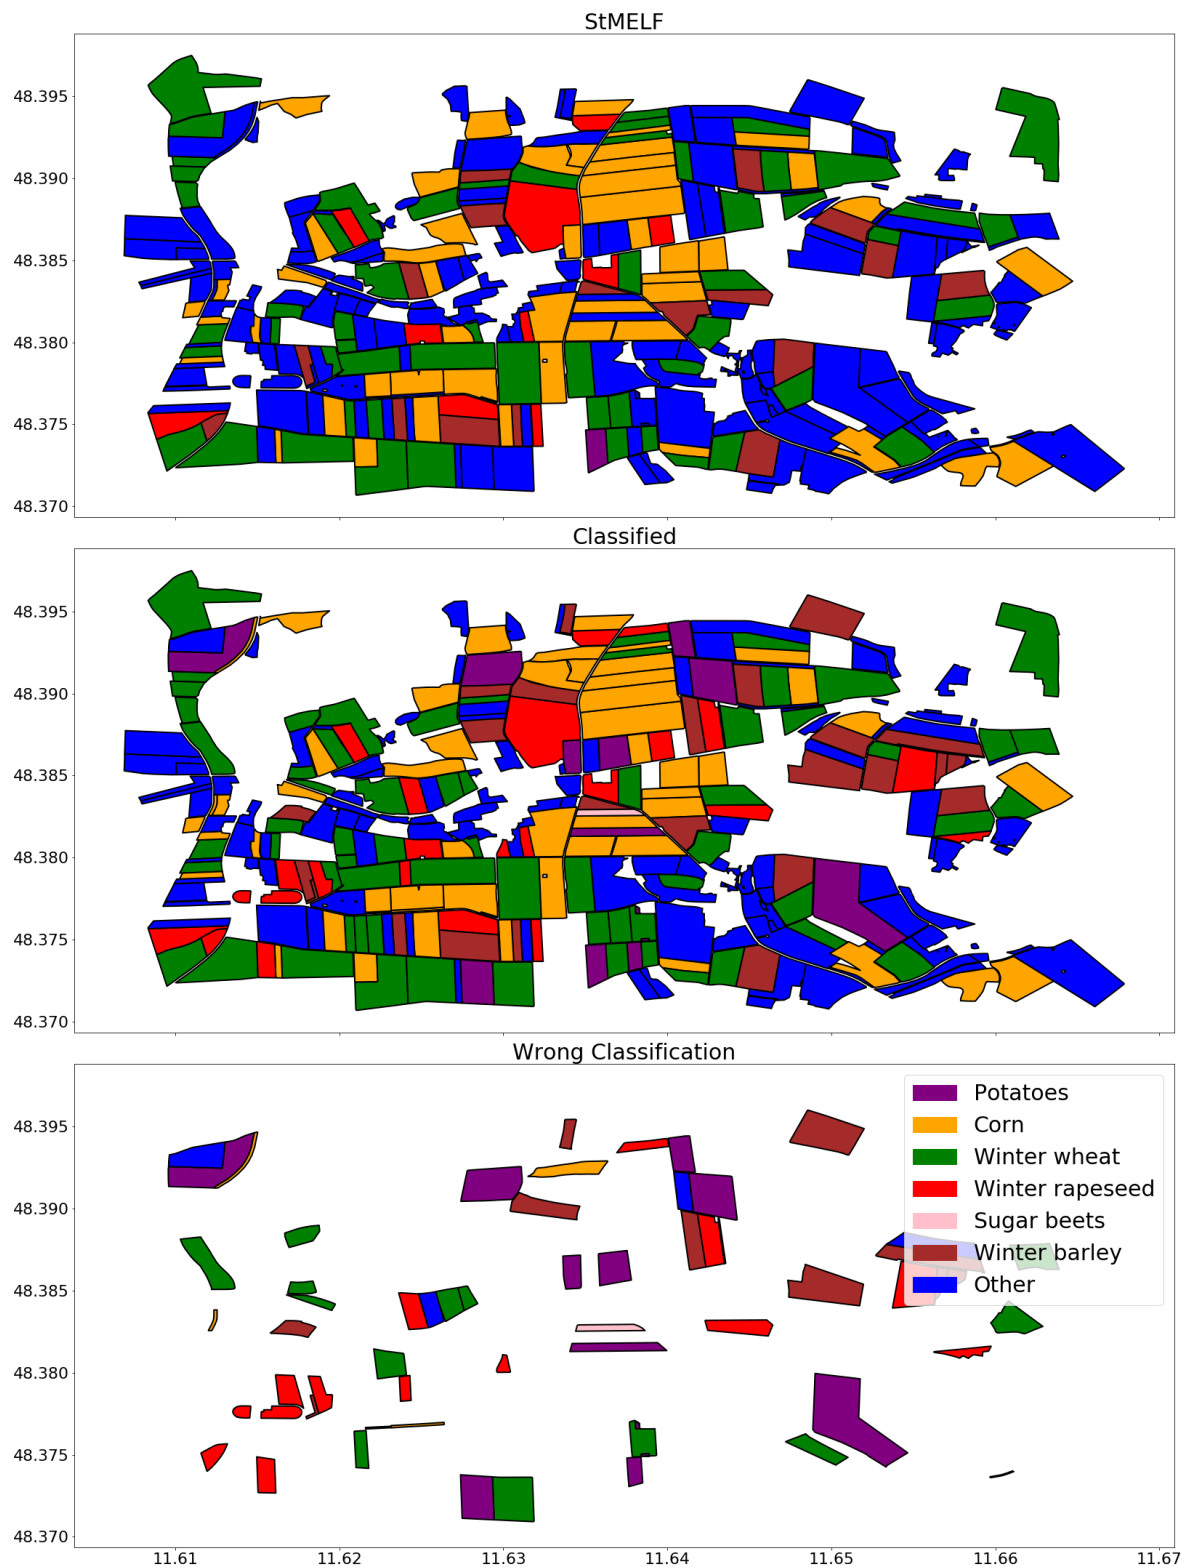 StMELF
48.395
48.390
48.385
48.380
48.375
48.370
Classified
48.395
48.390
48.385
48.380
48.375
48.370
Wrong Classification
Potatoes
Corn
Winter wheat
Winter rapeseed
Sugar beets
Winter barley
Other
48.395
48.390
48.385
48.380
48.375
48.370
11.61 11.62 11.63 11.64 11.65 11.66 11.67